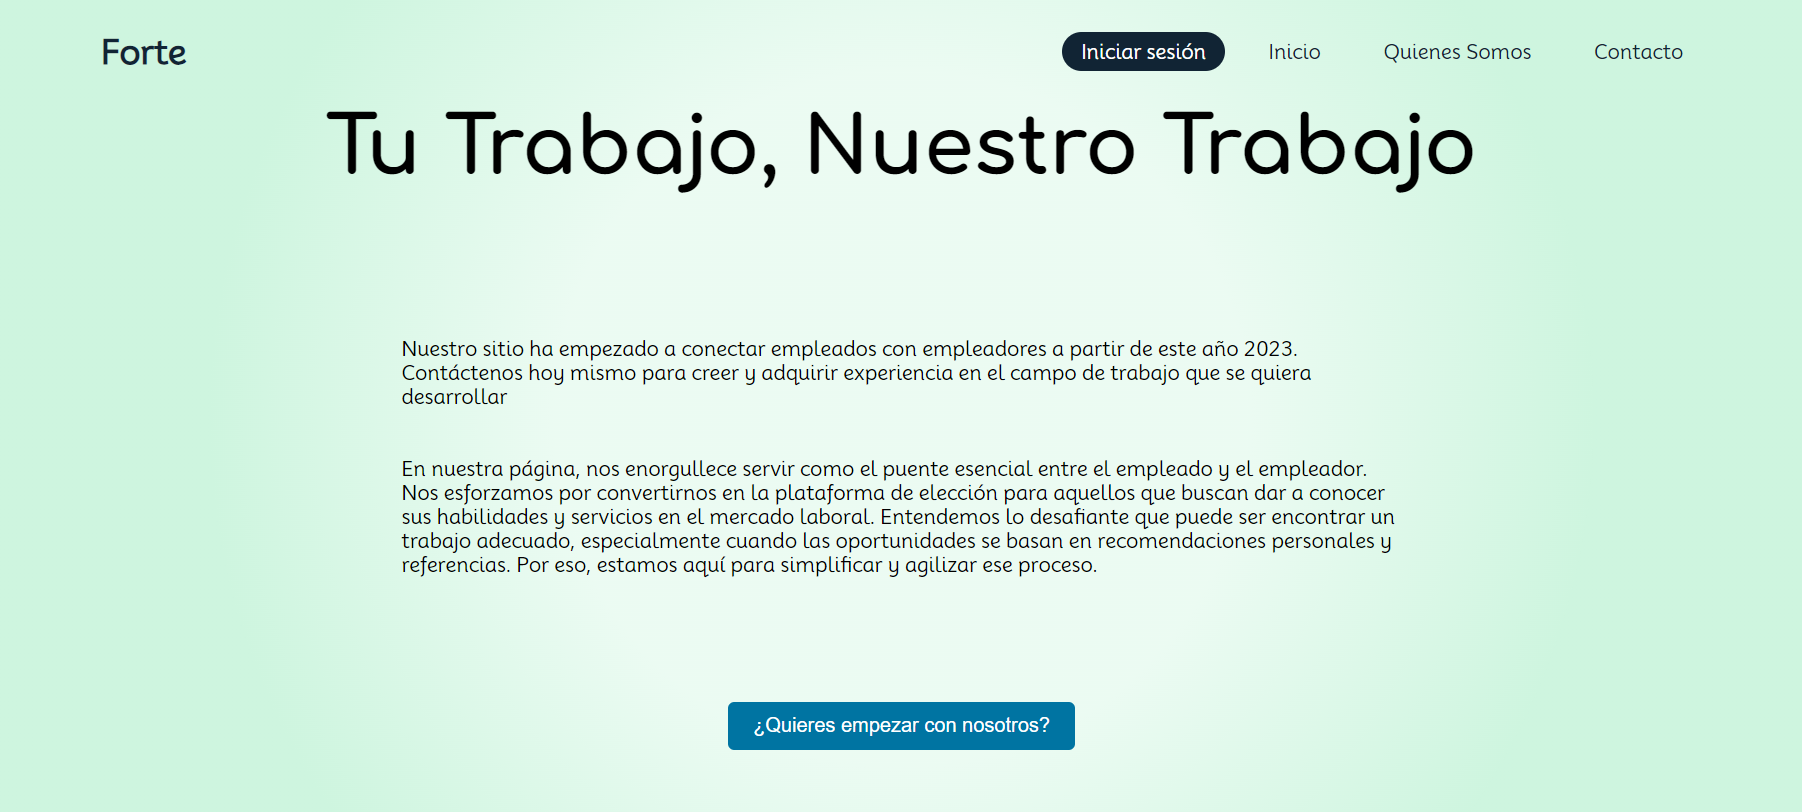 Forte
Iniciar sesión
Inicio
Quienes Somos
Contacto
Tu Trabajo, Nuestro Trabajo
Nuestro sitio ha empezado a conectar empleados con empleadores a partir de este año 2023.
Contáctenos hoy mismo para creer y adquirir experiencia en el campo de trabajo que se quiera
desarrollar
En nuestra página, nos enorgullece servir como el puente esencial entre el empleado y el empleador.
Nos esforzamos por convertirnos en la plataforma de elección para aquellos que buscan dar a conocer
sus habilidades y servicios en el mercado laboral. Entendemos lo desafiante que puede ser encontrar un
trabajo adecuado, especialmente cuando las oportunidades se basan en recomendaciones personales y
referencias. Por eso, estamos aquí para simplificar y agilizar ese proceso.
¿Quieres empezar con nosotros?